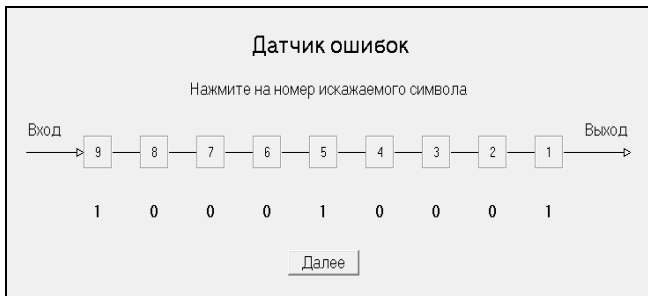 Датчик ошибок
Нажмите на номер искажаемого символа
Вход Выход
9 8 7 6 5 4 3 2 1
1 0 0 0 1 0 0 0 1
Далее